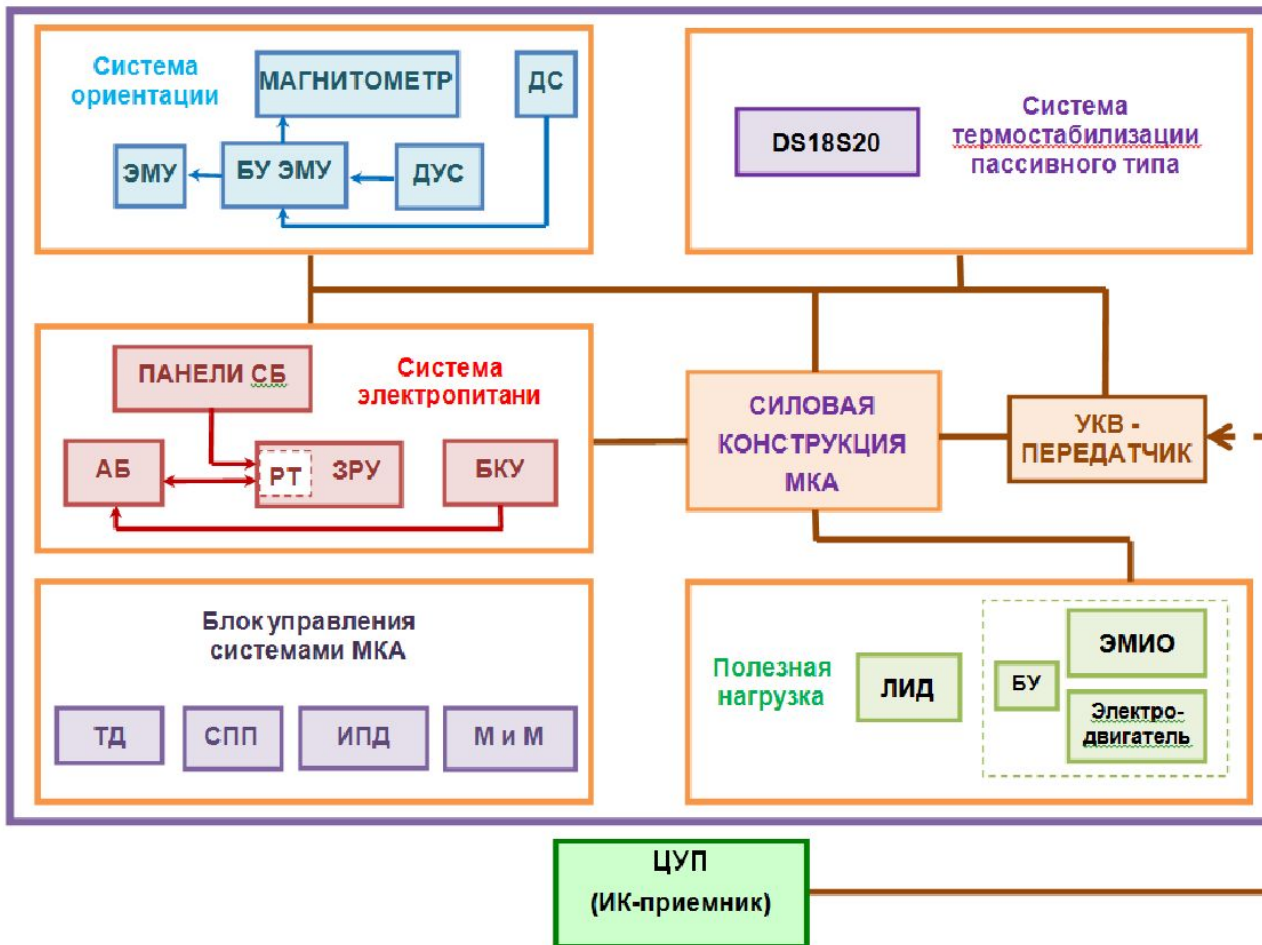 Система
ориентации
МАГНИТОМЕТР
ДС
ЭМУ
БУ ЭМУ
ДУС
DS18S20
Система
термостабилизации
пассивного типа
ПАНЕЛИ СБ
Система
электропитани
АБ
РТ
ЗРУ
БКУ
СИЛОВАЯ
КОНСТРУКЦИЯ
МКА
УКВ -
ПЕРЕДАТЧИК
Блок управления
системами МКА
ТД
СПП
ИПД
М и М
Полезная
нагрузка
ЛИД
БУ
ЭМИО
Электро-
двигатель
ЦУП
(ИК-приемник)